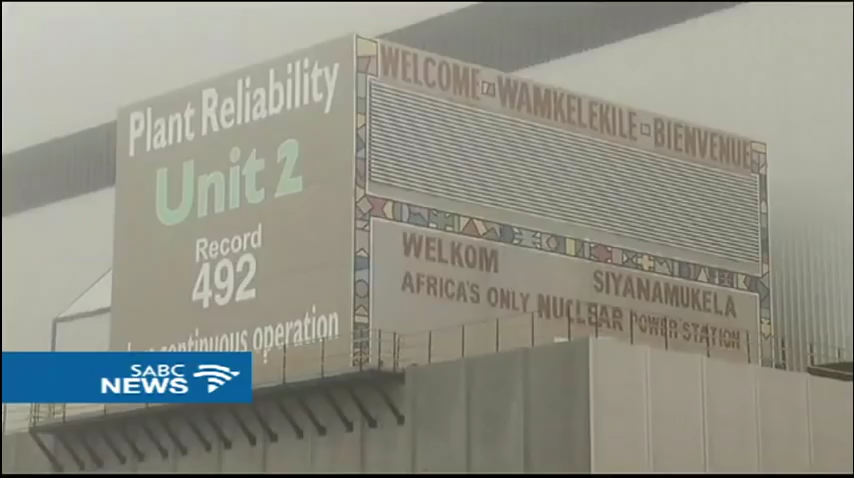 Plant Reliability
Unit 2
Record
492
continuous operation
WELCOME WAMKELEKILE BIENVENUE
WELKOM
SIYANAMUKELA
AFRICA'S ONLY NUCLEAR POWER STATION
SABC
NEWS